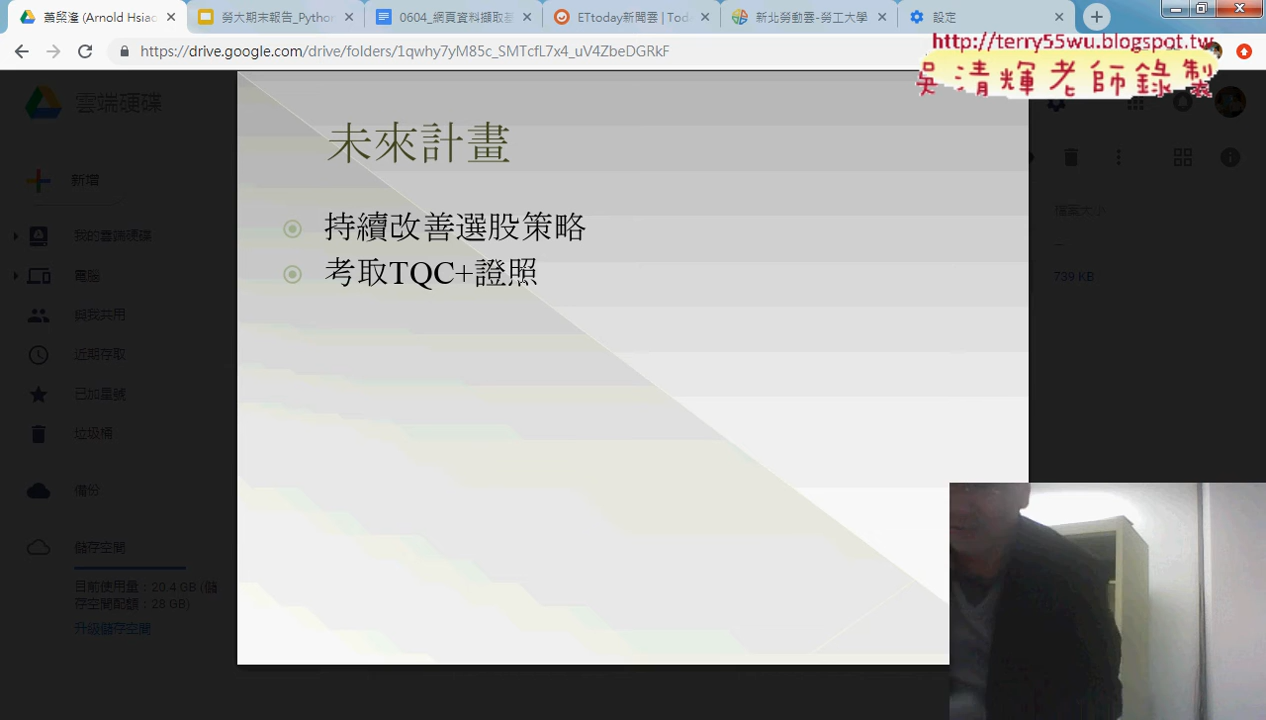 (Arnold Hsiao
勞大期末報告_Pytho
0604_網頁資料擷取基
ETtoday新聞雲 | Tod
新北勞動雲-勞工大學
設定
https://drive.google.com/drive/folders/1qwhy7yM85c_SMTcfL7x4_uV4ZbeDGRkF
http://terry55wu.blogspot.tw
吳清輝老師錄製
雲端硬碟
新增
我的雲端硬碟
電腦
與我共用
近期存取
已加星號
垃圾桶
備份
儲存空間
目前使用量：20.4 GB (儲
存空間配額：28 GB)
升級儲存空間
檔案大小
739 KB
未來計畫
持續改善選股策略
考取TQC+證照